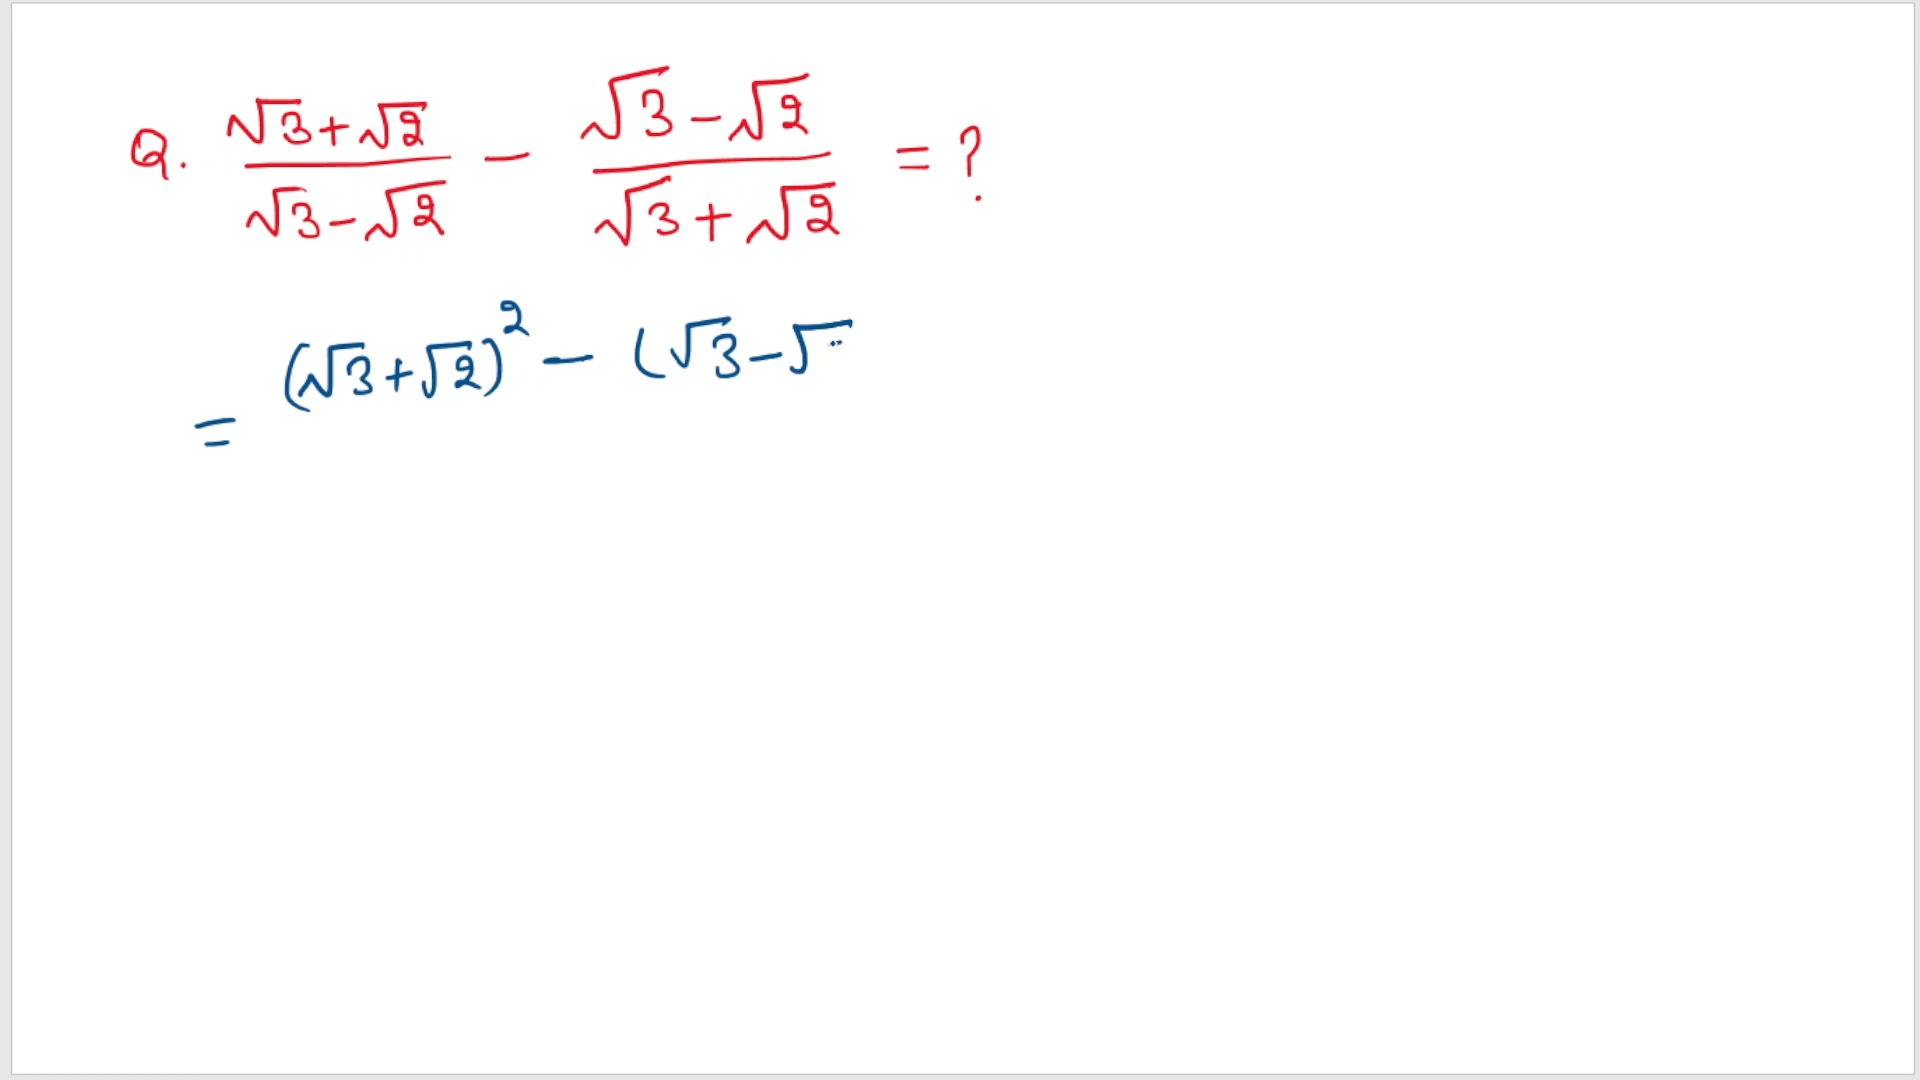 Q. (√3+√2)/(√3-√2) - (√3-√2)/(√3+√2) = ?
= (√3+√2)² - (√3-√